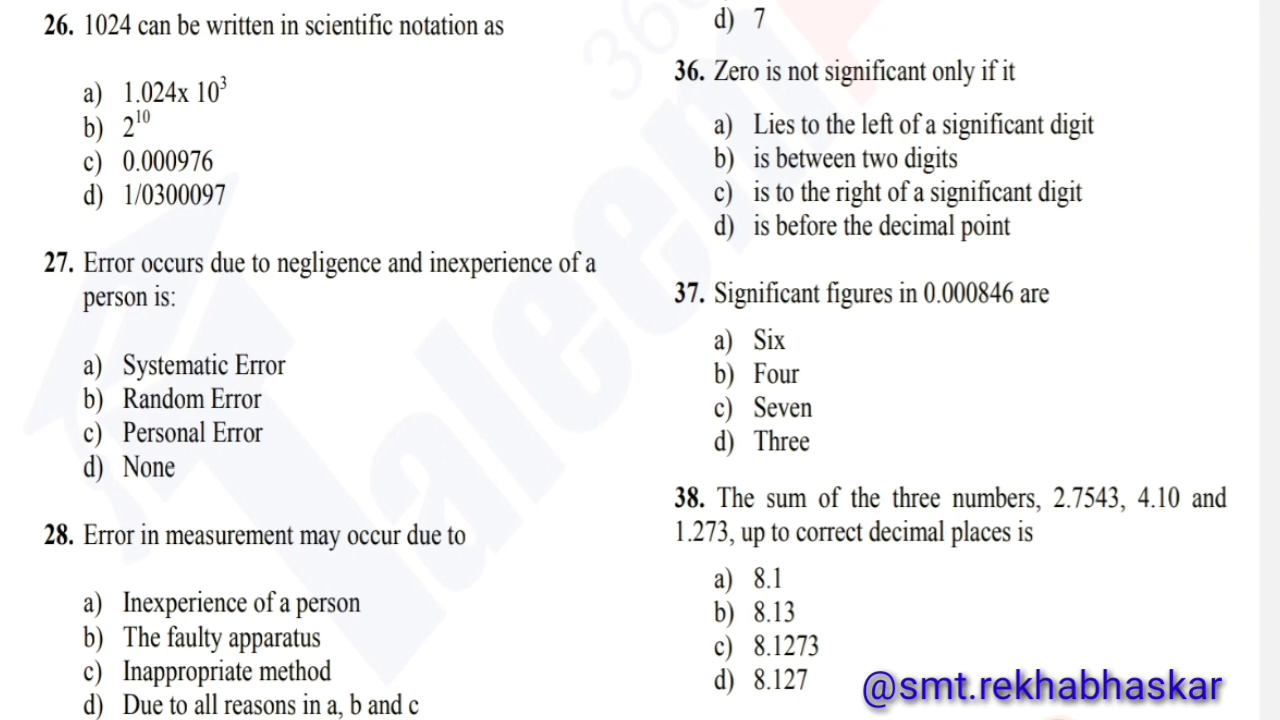 26. 1024 can be written in scientific notation as
a) 1.024x 10³
b) 2¹⁰
c) 0.000976
d) 1/0300097
27. Error occurs due to negligence and inexperience of a
person is:
a) Systematic Error
b) Random Error
c) Personal Error
d) None
28. Error in measurement may occur due to
a) Inexperience of a person
b) The faulty apparatus
c) Inappropriate method
d) Due to all reasons in a, b and c
d) 7
36. Zero is not significant only if it
a) Lies to the left of a significant digit
b) is between two digits
c) is to the right of a significant digit
d) is before the decimal point
37. Significant figures in 0.000846 are
a) Six
b) Four
c) Seven
d) Three
38. The sum of the three numbers, 2.7543, 4.10 and
1.273, up to correct decimal places is
a) 8.1
b) 8.13
c) 8.1273
d) 8.127
@smt.rekhabhaskar